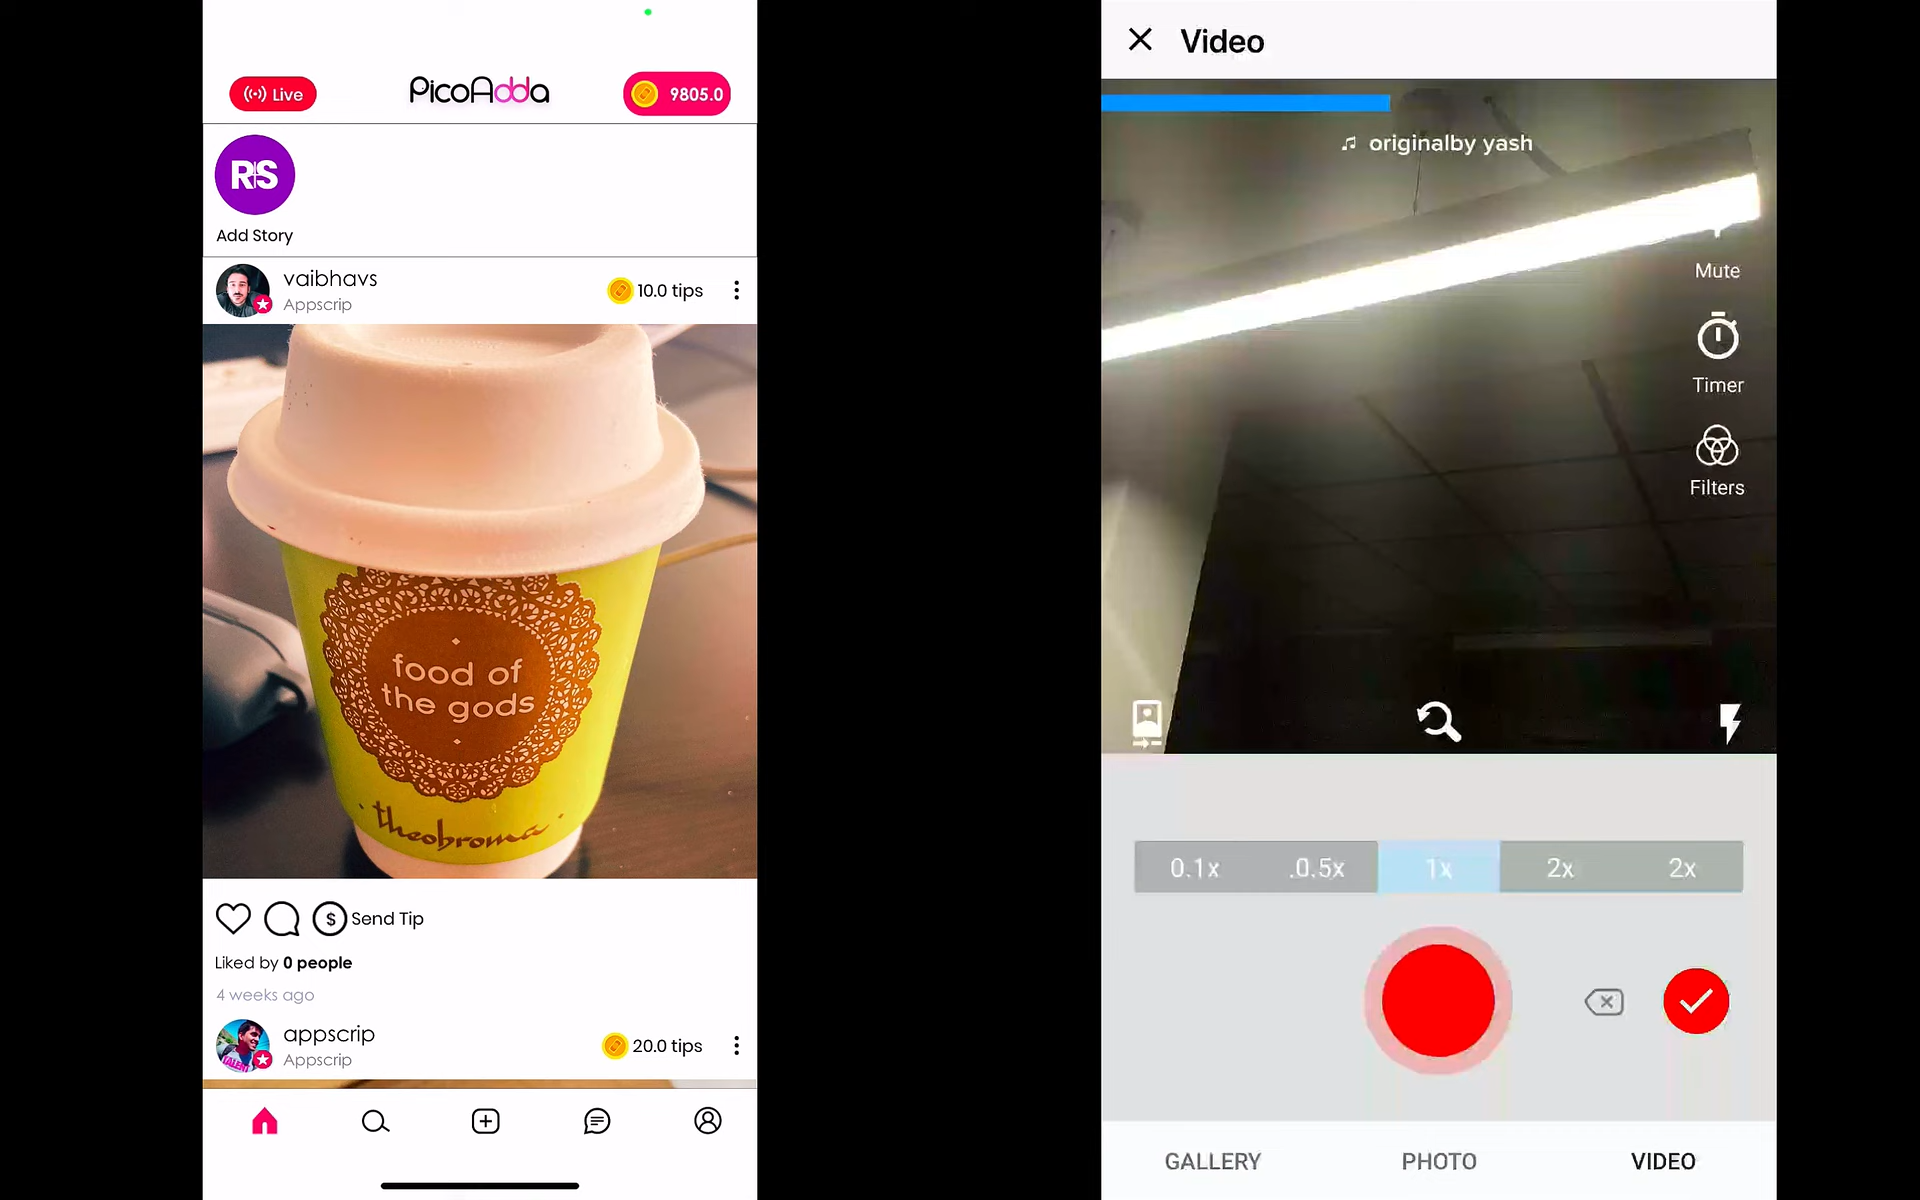 Live
PicoAdda
9805.0
RS
Add Story
vaibhavs
Appscrip
10.0 tips
food of
the gods
theobroma
$ Send Tip
Liked by 0 people
4 weeks ago
appscrip
Appscrip
20.0 tips
TALENT
Video
originalby yash
Mute
Timer
Filters
0.1x .0.5x 1x 2x 2x
GALLERY PHOTO VIDEO